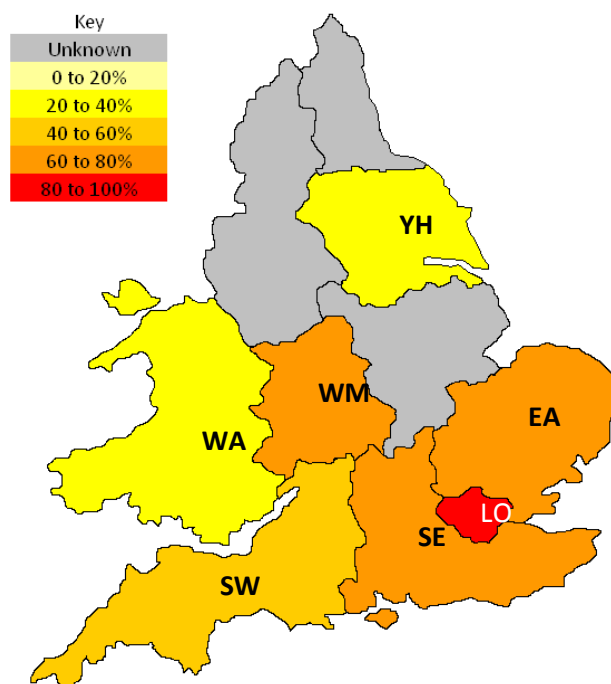 Key
Unknown
0 to 20%
20 to 40%
40 to 60%
60 to 80%
80 to 100%
YH
WM
EA
WA
LO
SE
SW